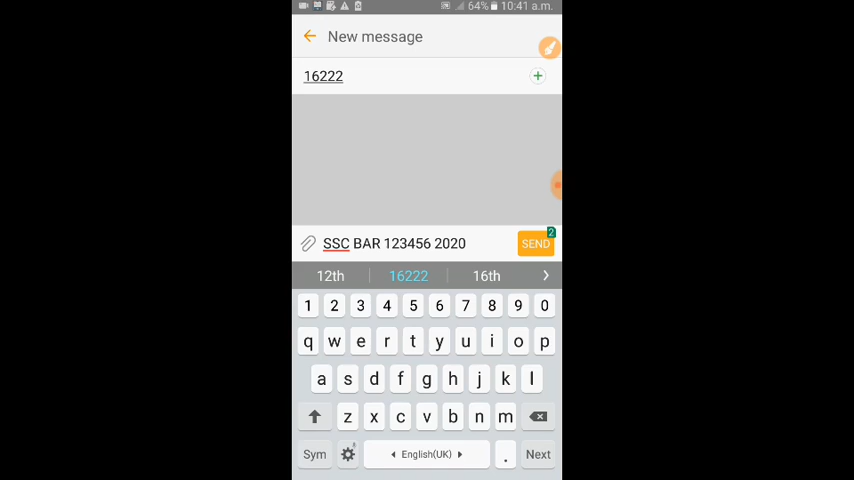 64% 10:41 a.m.
New message
16222
SSC BAR 123456 2020
2
SEND
12th 16222 16th
1 2 3 4 5 6 7 8 9 0
q w e r t y u i o p
a s d f g h j k l
z x c v b n m
Sym English(UK) . Next